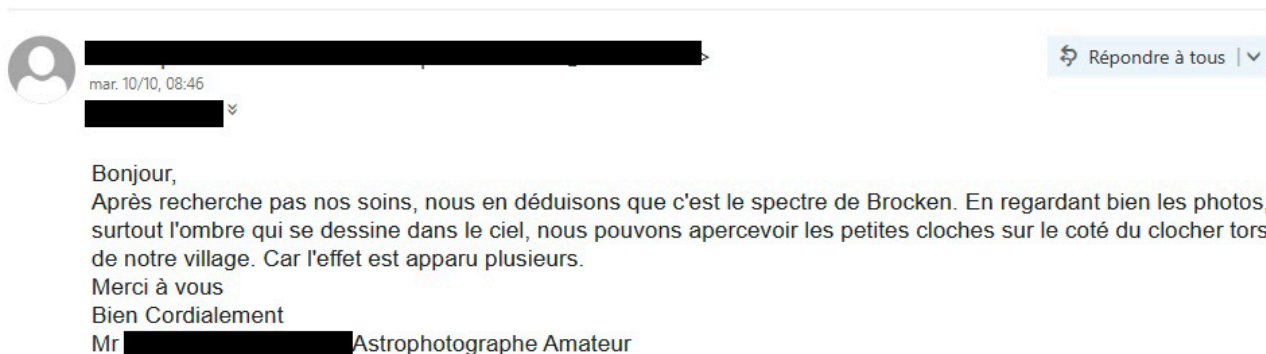 Répondre à tous
mar. 10/10, 08:46
Bonjour,
Après recherche pas nos soins, nous en déduisons que c'est le spectre de Brocken. En regardant bien les photos,
surtout l'ombre qui se dessine dans le ciel, nous pouvons apercevoir les petites cloches sur le coté du clocher tors
de notre village. Car l'effet est apparu plusieurs.
Merci à vous
Bien Cordialement
Mr Astrophotographe Amateur